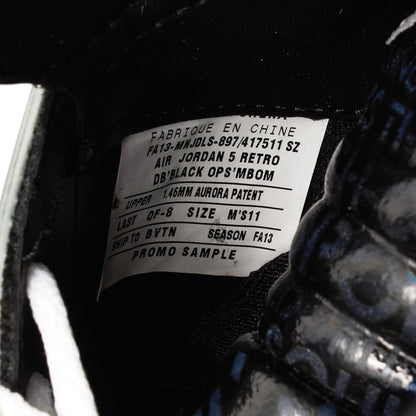 FABRIQUE EN CHINE
FA13-MNJDLS-897/417511 SZ
AIR JORDAN 5 RETRO
DB'BLACK OPS'MBOM
UPPER 1.46MM AURORA PATENT
LAST OF-8 SIZE M'S11
SHIP TO BVTN SEASON FA13
PROMO SAMPLE